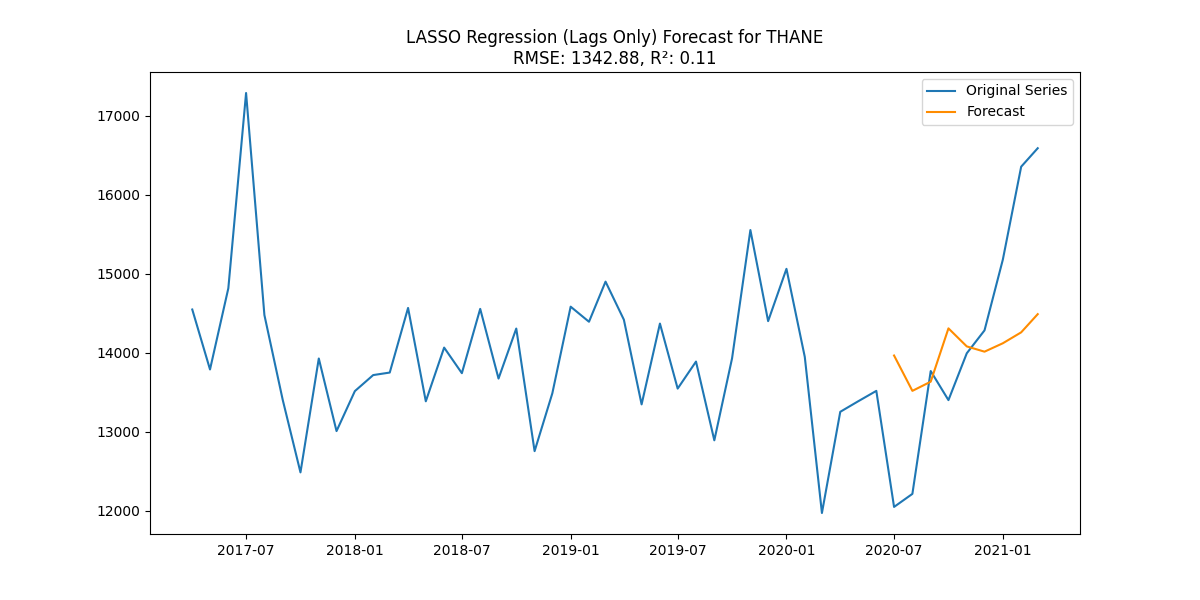 LASSO Regression (Lags Only) Forecast for THANE
RMSE: 1342.88, R²: 0.11
Original Series
Forecast
17000
16000
15000
14000
13000
12000
2017-07 2018-01 2018-07 2019-01 2019-07 2020-01 2020-07 2021-01